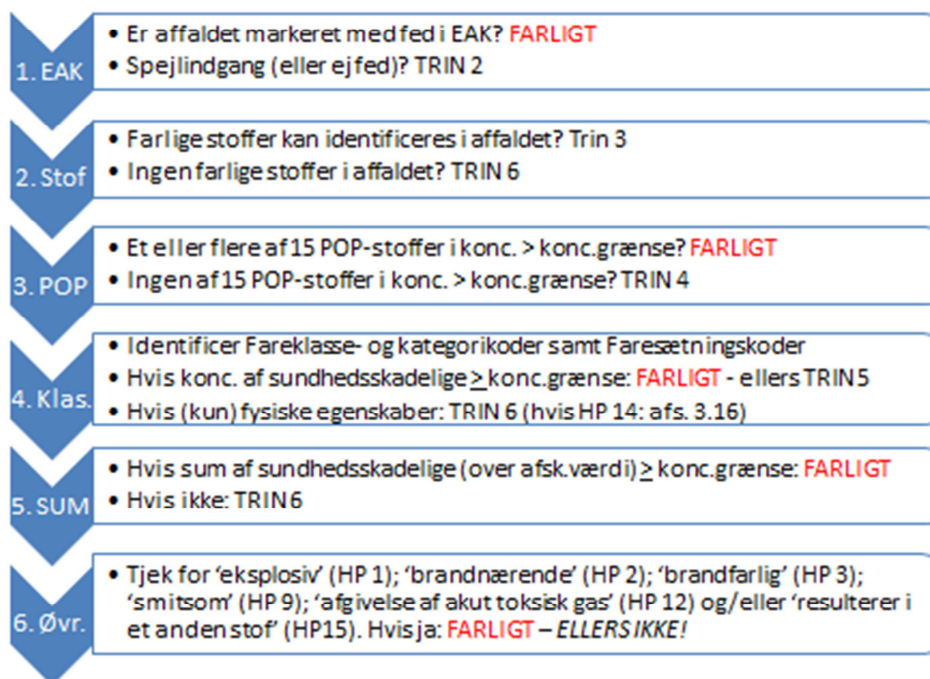 1. EAK
• Er affaldet markeret med fed i EAK? FARLIGT
• Spejlindgang (eller ej fed)? TRIN 2
2. Stof
• Farlige stoffer kan identificeres i affaldet? Trin 3
• Ingen farlige stoffer i affaldet? TRIN 6
3. POP
• Et eller flere af 15 POP-stoffer i konc. > konc.grænse? FARLIGT
• Ingen af 15 POP-stoffer i konc. > konc.grænse? TRIN 4
4. Klas.
• Identificer Fareklasse- og kategorikoder samt Faresætningskoder
• Hvis konc. af sundhedsskadelige ≥ konc.grænse: FARLIGT - ellers TRIN 5
• Hvis (kun) fysiske egenskaber: TRIN 6 (hvis HP 14: afs. 3.16)
5. SUM
• Hvis sum af sundhedsskadelige (over afsk.værdi) ≥ konc.grænse: FARLIGT
• Hvis ikke: TRIN 6
6. Øvr.
• Tjek for ‘eksplosiv’ (HP 1); ‘brandnærende’ (HP 2); ‘brandfarlig’ (HP 3);
‘smitsom’ (HP 9); ‘afgivelse af akut toksisk gas’ (HP 12) og/eller ‘resulterer i
et anden stof’ (HP15). Hvis ja: FARLIGT – ELLERS IKKE!